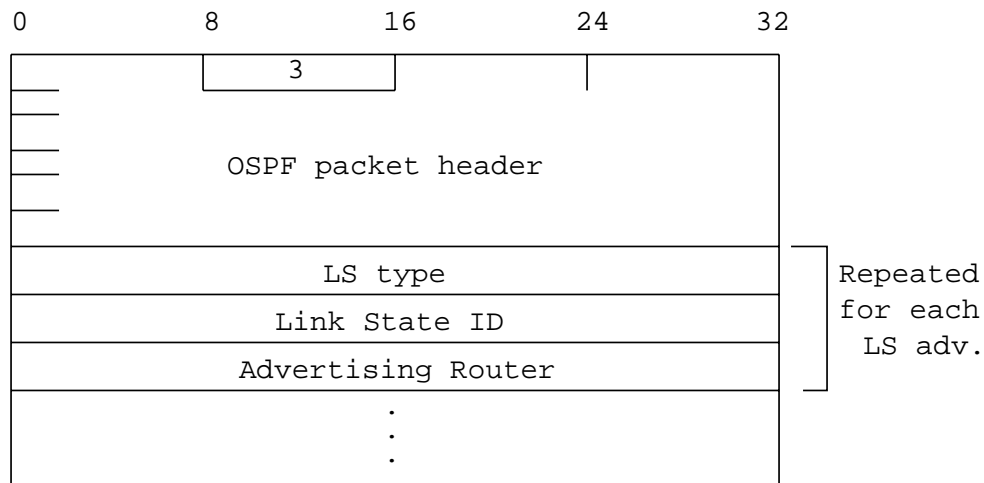 0 8 16 24 32
3
OSPF packet header
LS type
Link State ID
Advertising Router
Repeated
for each
LS adv.
.
.
.